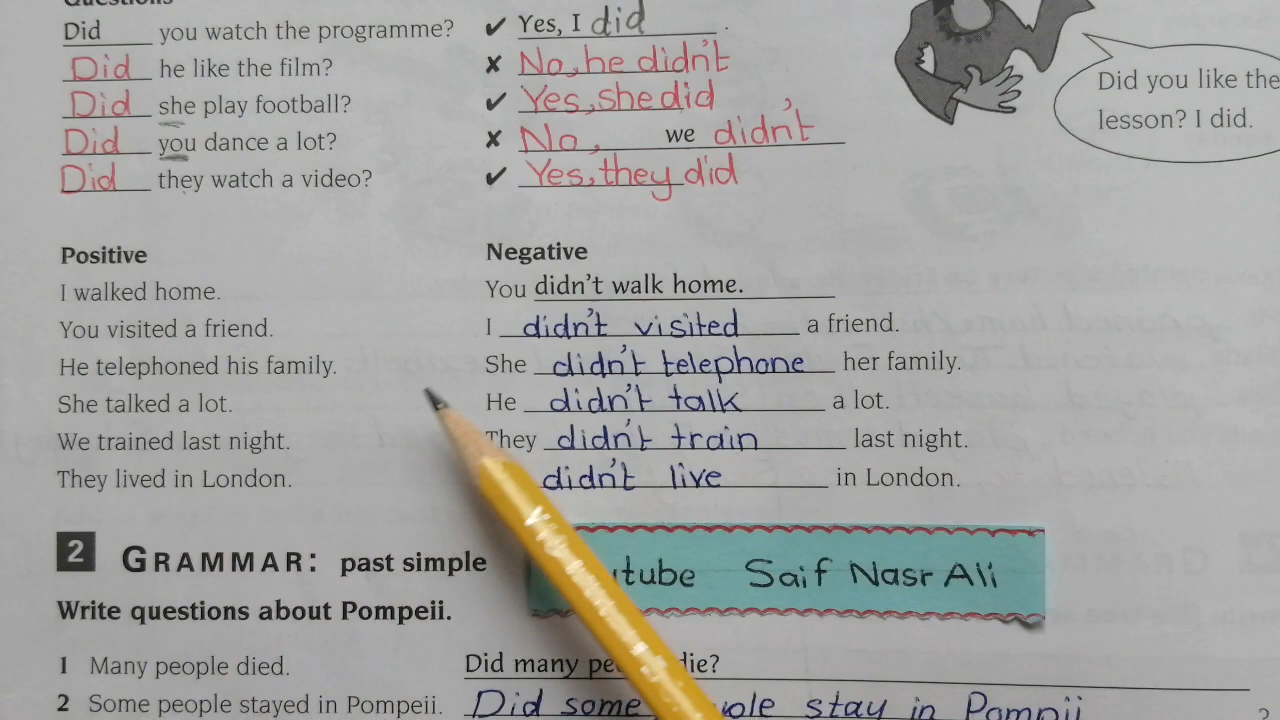 Questions
Did you watch the programme? ✔ Yes, I did .
Did he like the film? ✘ No, he didn't
Did she play football? ✔ Yes, she did
Did you dance a lot? ✘ No, we didn't
Did they watch a video? ✔ Yes, they did
Did you like the
lesson? I did.
Positive Negative
I walked home. You didn't walk home.
You visited a friend. I didn't visited a friend.
He telephoned his family. She didn't telephone her family.
She talked a lot. He didn't talk a lot.
We trained last night. They didn't train last night.
They lived in London. didn't live in London.
2 GRAMMAR: past simple
tube Saif Nasr Ali
Write questions about Pompeii.
1 Many people died. Did many die?
2 Some people stayed in Pompeii. Did some stay in Pompii